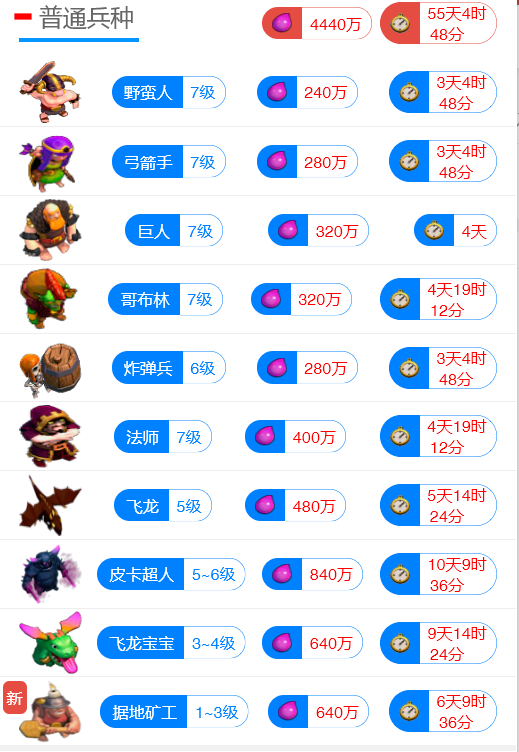 普通兵种 4440万 55天4时
48分
野蛮人 7级 240万 3天4时
48分
弓箭手 7级 280万 3天4时
48分
巨人 7级 320万 4天
哥布林 7级 320万 4天19时
12分
炸弹兵 6级 280万 3天4时
48分
法师 7级 400万 4天19时
12分
飞龙 5级 480万 5天14时
24分
皮卡超人 5~6级 840万 10天9时
36分
飞龙宝宝 3~4级 640万 9天14时
24分
新 据地矿工 1~3级 640万 6天9时
36分